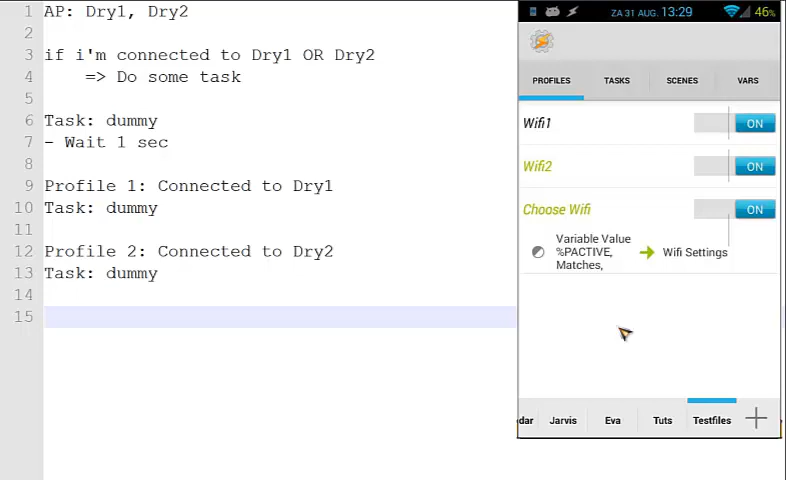 1 AP: Dry1, Dry2
2
3 if i'm connected to Dry1 OR Dry2
4 => Do some task
5
6 Task: dummy
7 - Wait 1 sec
8
9 Profile 1: Connected to Dry1
10 Task: dummy
11
12 Profile 2: Connected to Dry2
13 Task: dummy
14
15
ZA 31 AUG. 13:29 46%
PROFILES TASKS SCENES VARS
Wifi1 ON
Wifi2 ON
Choose Wifi ON
Variable Value
%PACTIVE, Wifi Settings
Matches,
dar Jarvis Eva Tuts Testfiles